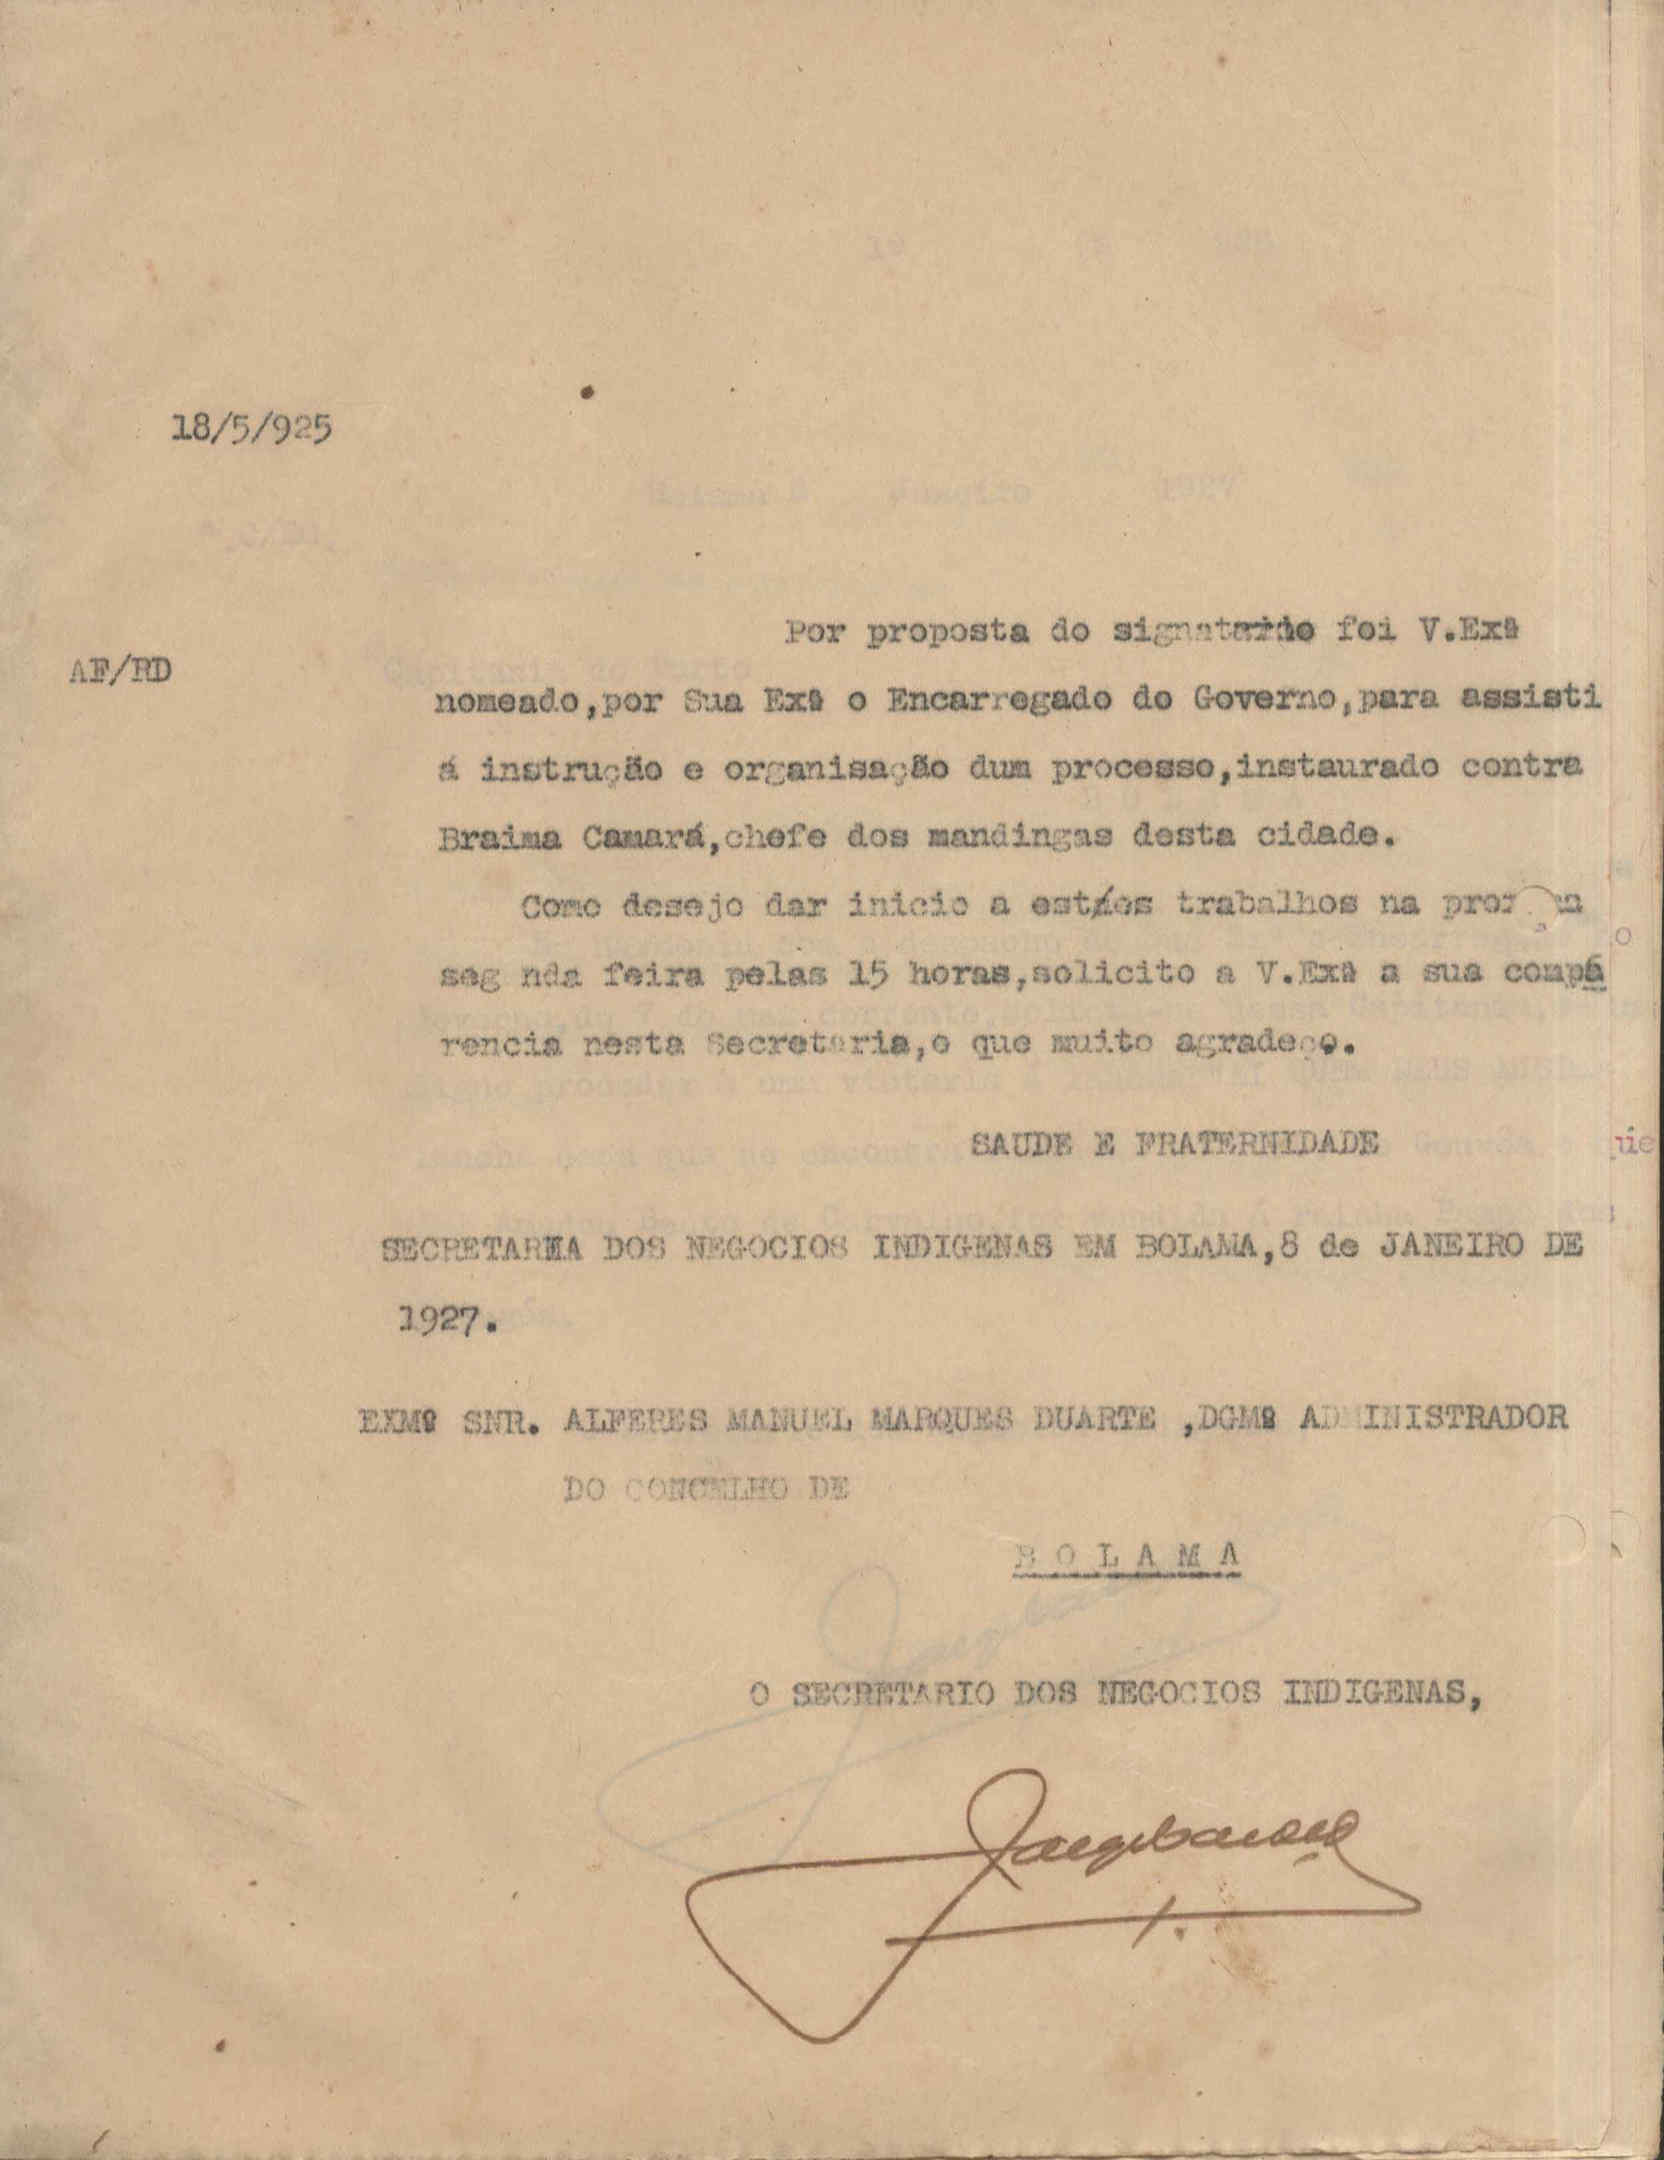 18/5/925
Por proposta do signatario foi V.Exª
AF/RD
nomeado,por Sua Exª o Encarregado do Governo,para assisti
á instrução e organisação dum processo,instaurado contra
Braima Camará,chefe dos mandingas desta cidade.
Como desejo dar inicio a estes trabalhos na
seg nda feira pelas 15 horas,solicito a V.Exª a sua compá
rencia nesta Secretaria,o que muito agradeço.
SAUDE E FRATERNIDADE
SECRETARIA DOS NEGOCIOS INDIGENAS EM BOLAMA,8 de JANEIRO DE
1927.
EXMº SNR. ALFERES MANUEL MARQUES DUARTE ,DGMº ADMINISTRADOR
DO CONCELHO DE
BOLAMA
O SECRETARIO DOS NEGOCIOS INDIGENAS,